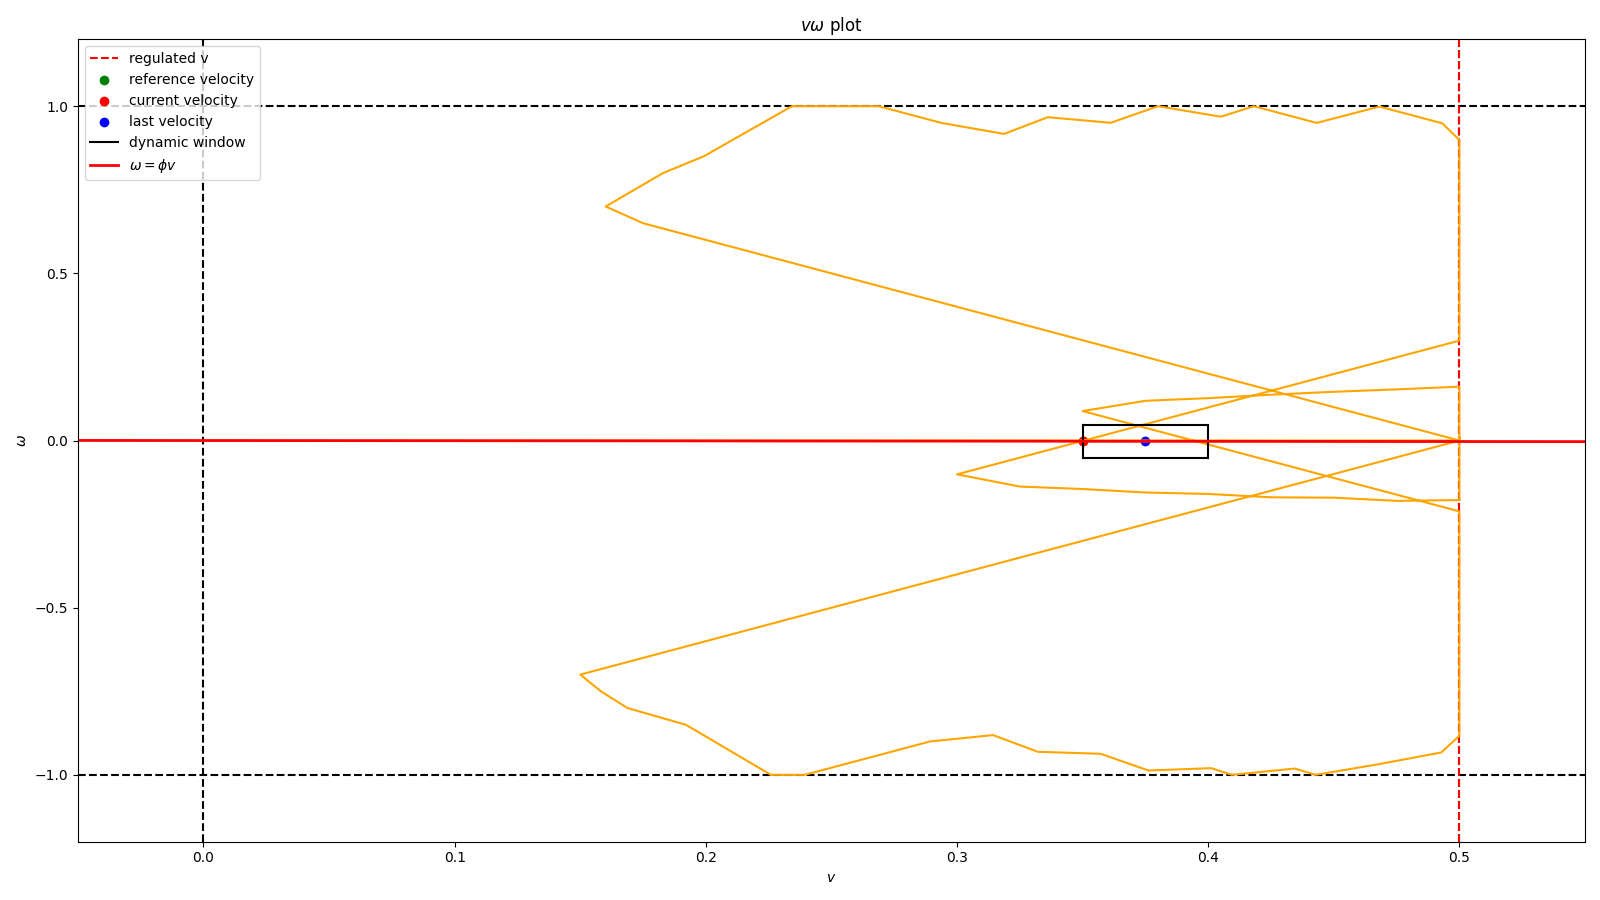 vω plot
regulated v
reference velocity
current velocity
last velocity
dynamic window
ω = ϕv
1.0
0.5
0.0
−0.5
−1.0
ω
0.0 0.1 0.2 0.3 0.4 0.5
v